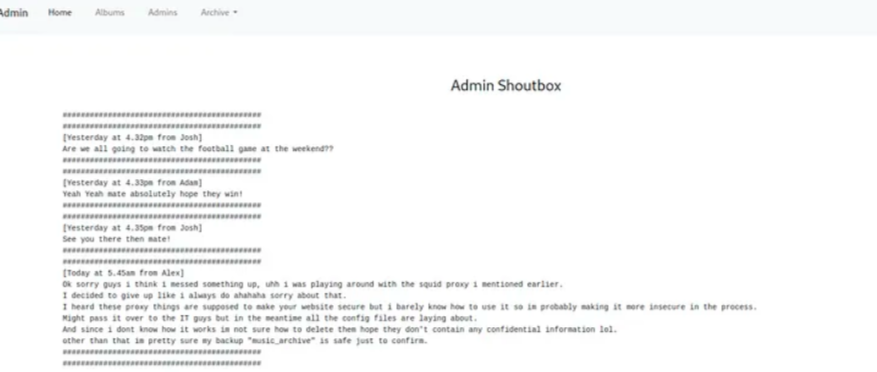 Admin Home Albums Admins Archive
Admin Shoutbox
############################################
############################################
[Yesterday at 4.32pm from Josh]
Are we all going to watch the football game at the weekend??
############################################
############################################
[Yesterday at 4.33pm from Adam]
Yeah Yeah mate absolutely hope they win!
############################################
############################################
[Yesterday at 4.35pm from Josh]
See you there then mate!
############################################
############################################
[Today at 5.45am from Alex]
Ok sorry guys i think i messed something up, uhh i was playing around with the squid proxy i mentioned earlier.
I decided to give up like i always do ahahaha sorry about that.
I heard these proxy things are supposed to make your website secure but i barely know how to use it so im probably making it more insecure in the process.
Might pass it over to the IT guys but in the meantime all the config files are laying about.
And since i dont know how it works im not sure how to delete them hope they don't contain any confidential information lol.
other than that im pretty sure my backup "music_archive" is safe just to confirm.
############################################
############################################